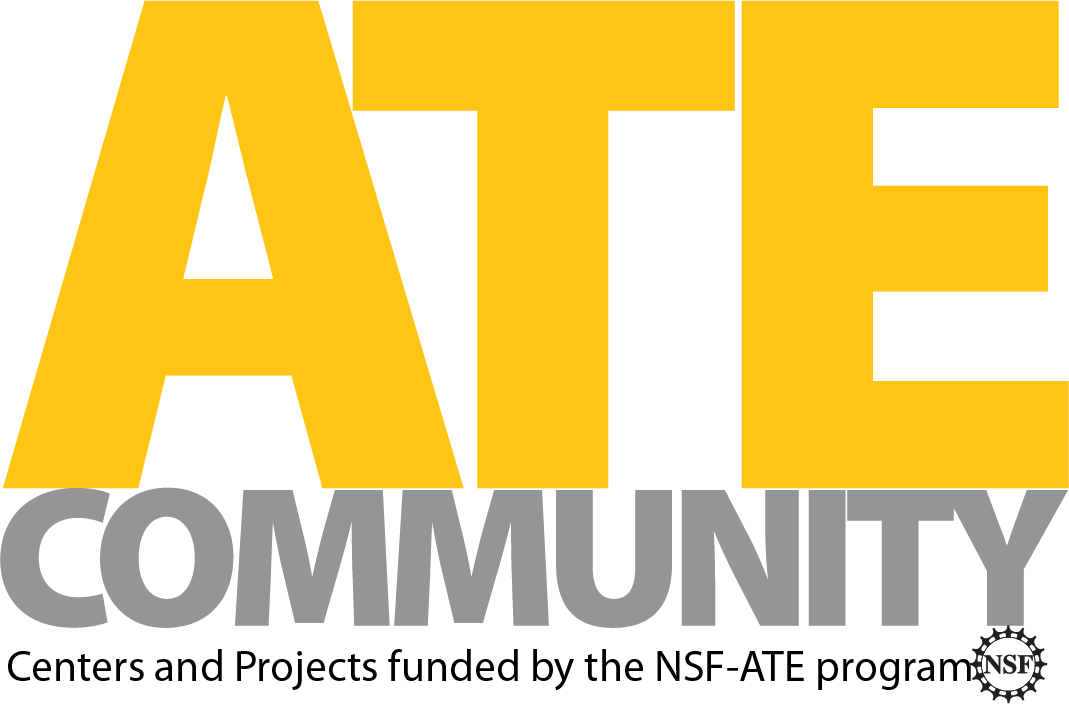 ATE
COMMUNITY
Centers and Projects funded by the NSF-ATE program NSF